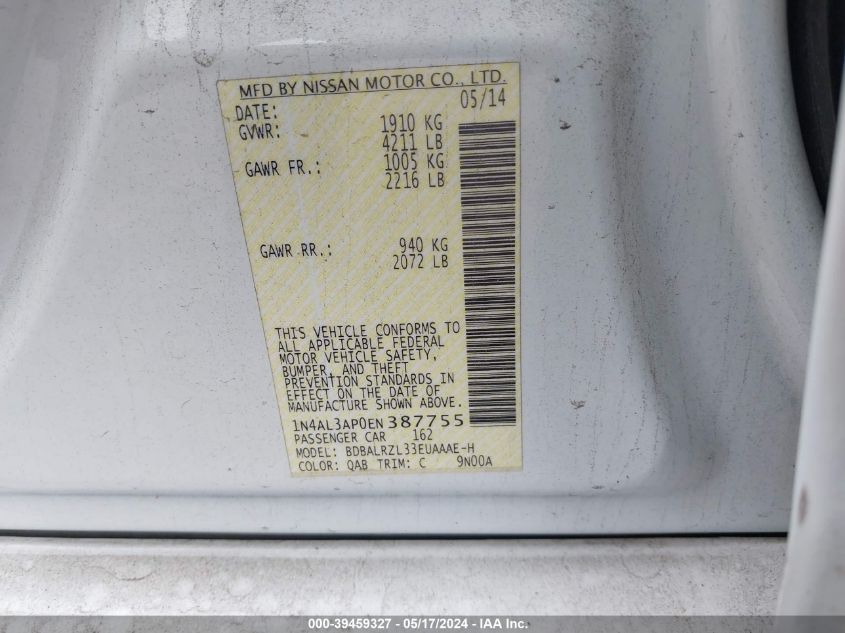 MFD BY NISSAN MOTOR CO., LTD.
DATE: 05/14
GVWR: 1910 KG
4211 LB
GAWR FR.: 1005 KG
2216 LB
GAWR RR.: 940 KG
2072 LB
THIS VEHICLE CONFORMS TO
ALL APPLICABLE FEDERAL
MOTOR VEHICLE SAFETY,
BUMPER, AND THEFT
PREVENTION STANDARDS IN
EFFECT ON THE DATE OF
MANUFACTURE SHOWN ABOVE.
1N4AL3AP0EN387755
PASSENGER CAR 162
MODEL: BDBALRZL33EUAAAE-H
COLOR: QAB TRIM: C 9N00A
000-39459327 - 05/17/2024 - IAA Inc.